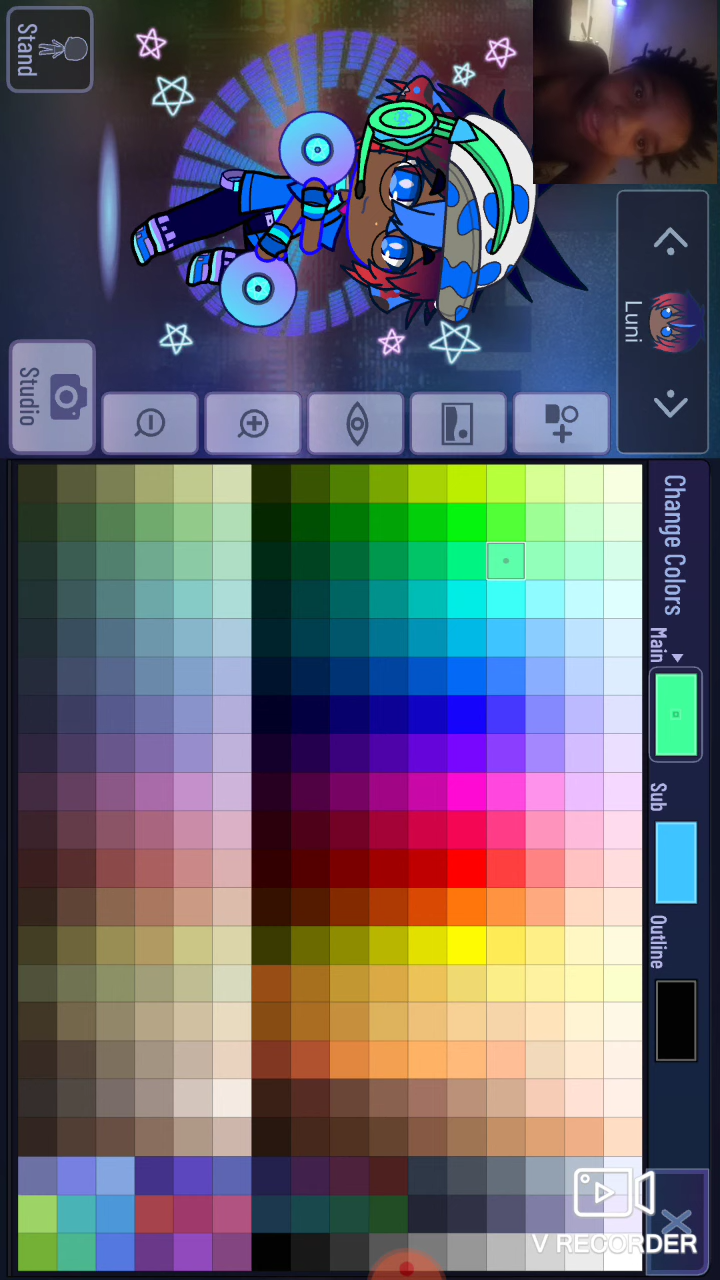 Stand
Luni
Studio
Change Colors
Main
Sub
Outline
V RECORDER